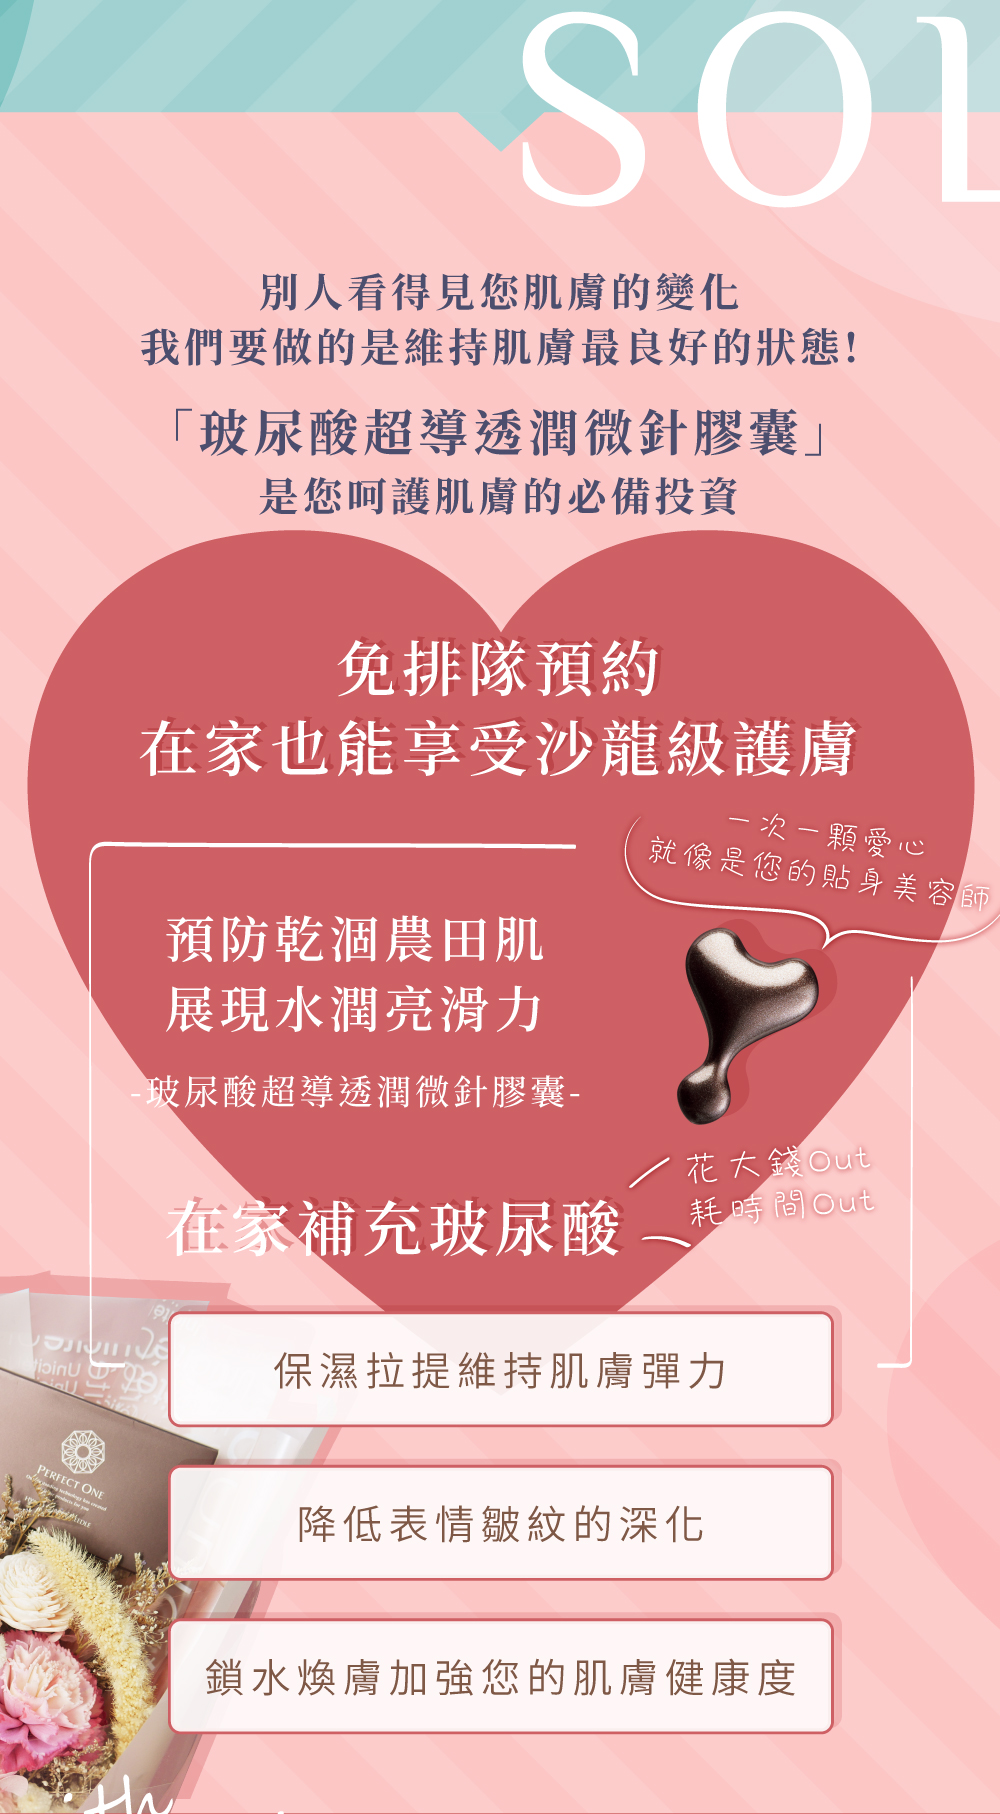 SOL
別人看得見您肌膚的變化
我們要做的是維持肌膚最良好的狀態!
「玻尿酸超導透潤微針膠囊」
是您呵護肌膚的必備投資
免排隊預約
在家也能享受沙龍級護膚
一次一顆愛心
就像是您的貼身美容師
預防乾涸農田肌
展現水潤亮滑力
-玻尿酸超導透潤微針膠囊-
花大錢Out
耗時間Out
在家補充玻尿酸
保濕拉提維持肌膚彈力
PERFECT ONE
降低表情皺紋的深化
鎖水煥膚加強您的肌膚健康度